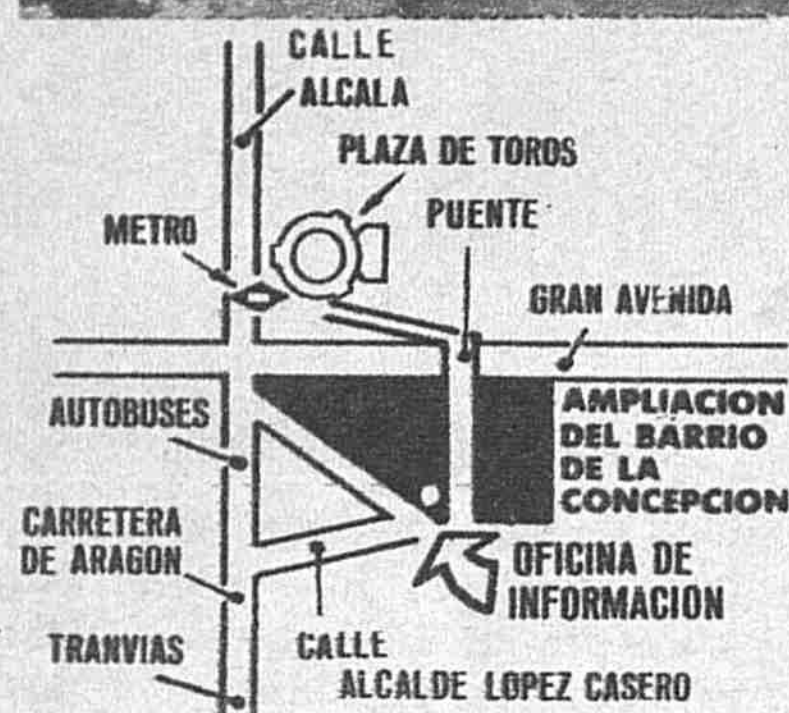 CALLE
ALCALA
PLAZA DE TOROS
METRO
PUENTE
GRAN AVENIDA
AUTOBUSES
AMPLIACION
DEL BARRIO
DE LA
CONCEPCION
CARRETERA
DE ARAGON
OFICINA DE
INFORMACION
TRANVIAS
CALLE
ALCALDE LOPEZ CASERO